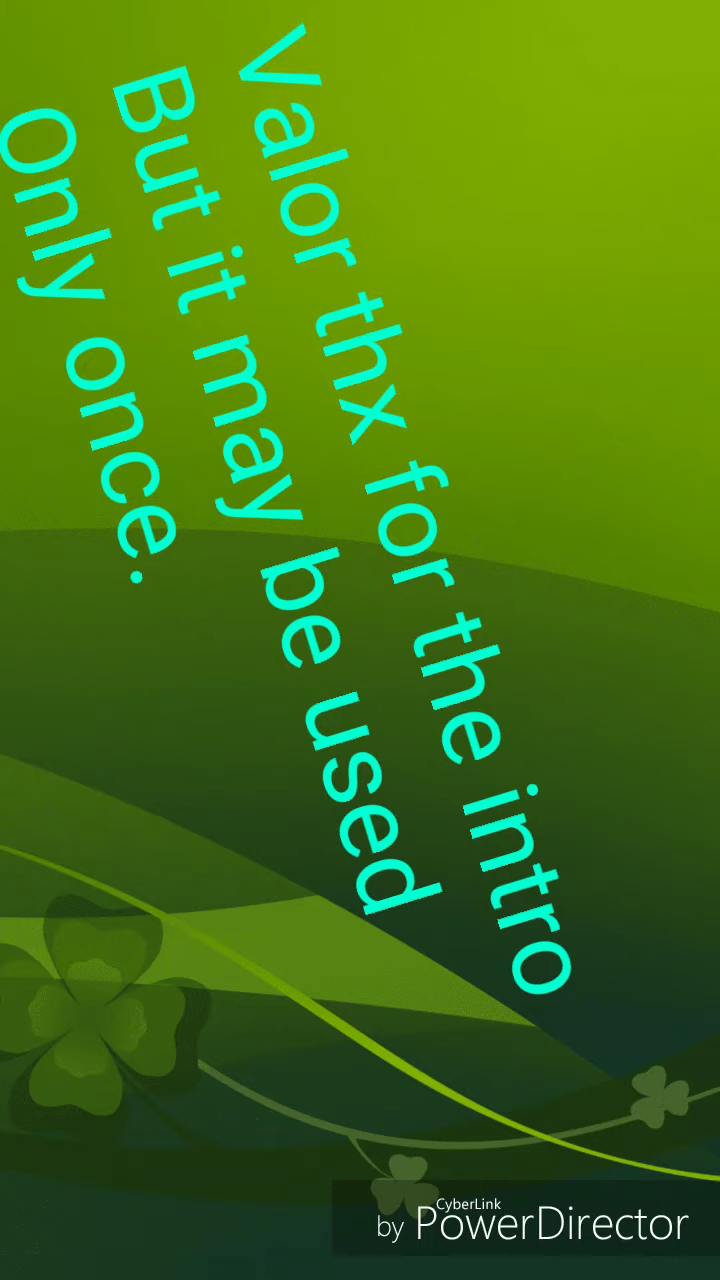 Valor thx for the intro
But it may be used
Only once.
CyberLink
by PowerDirector